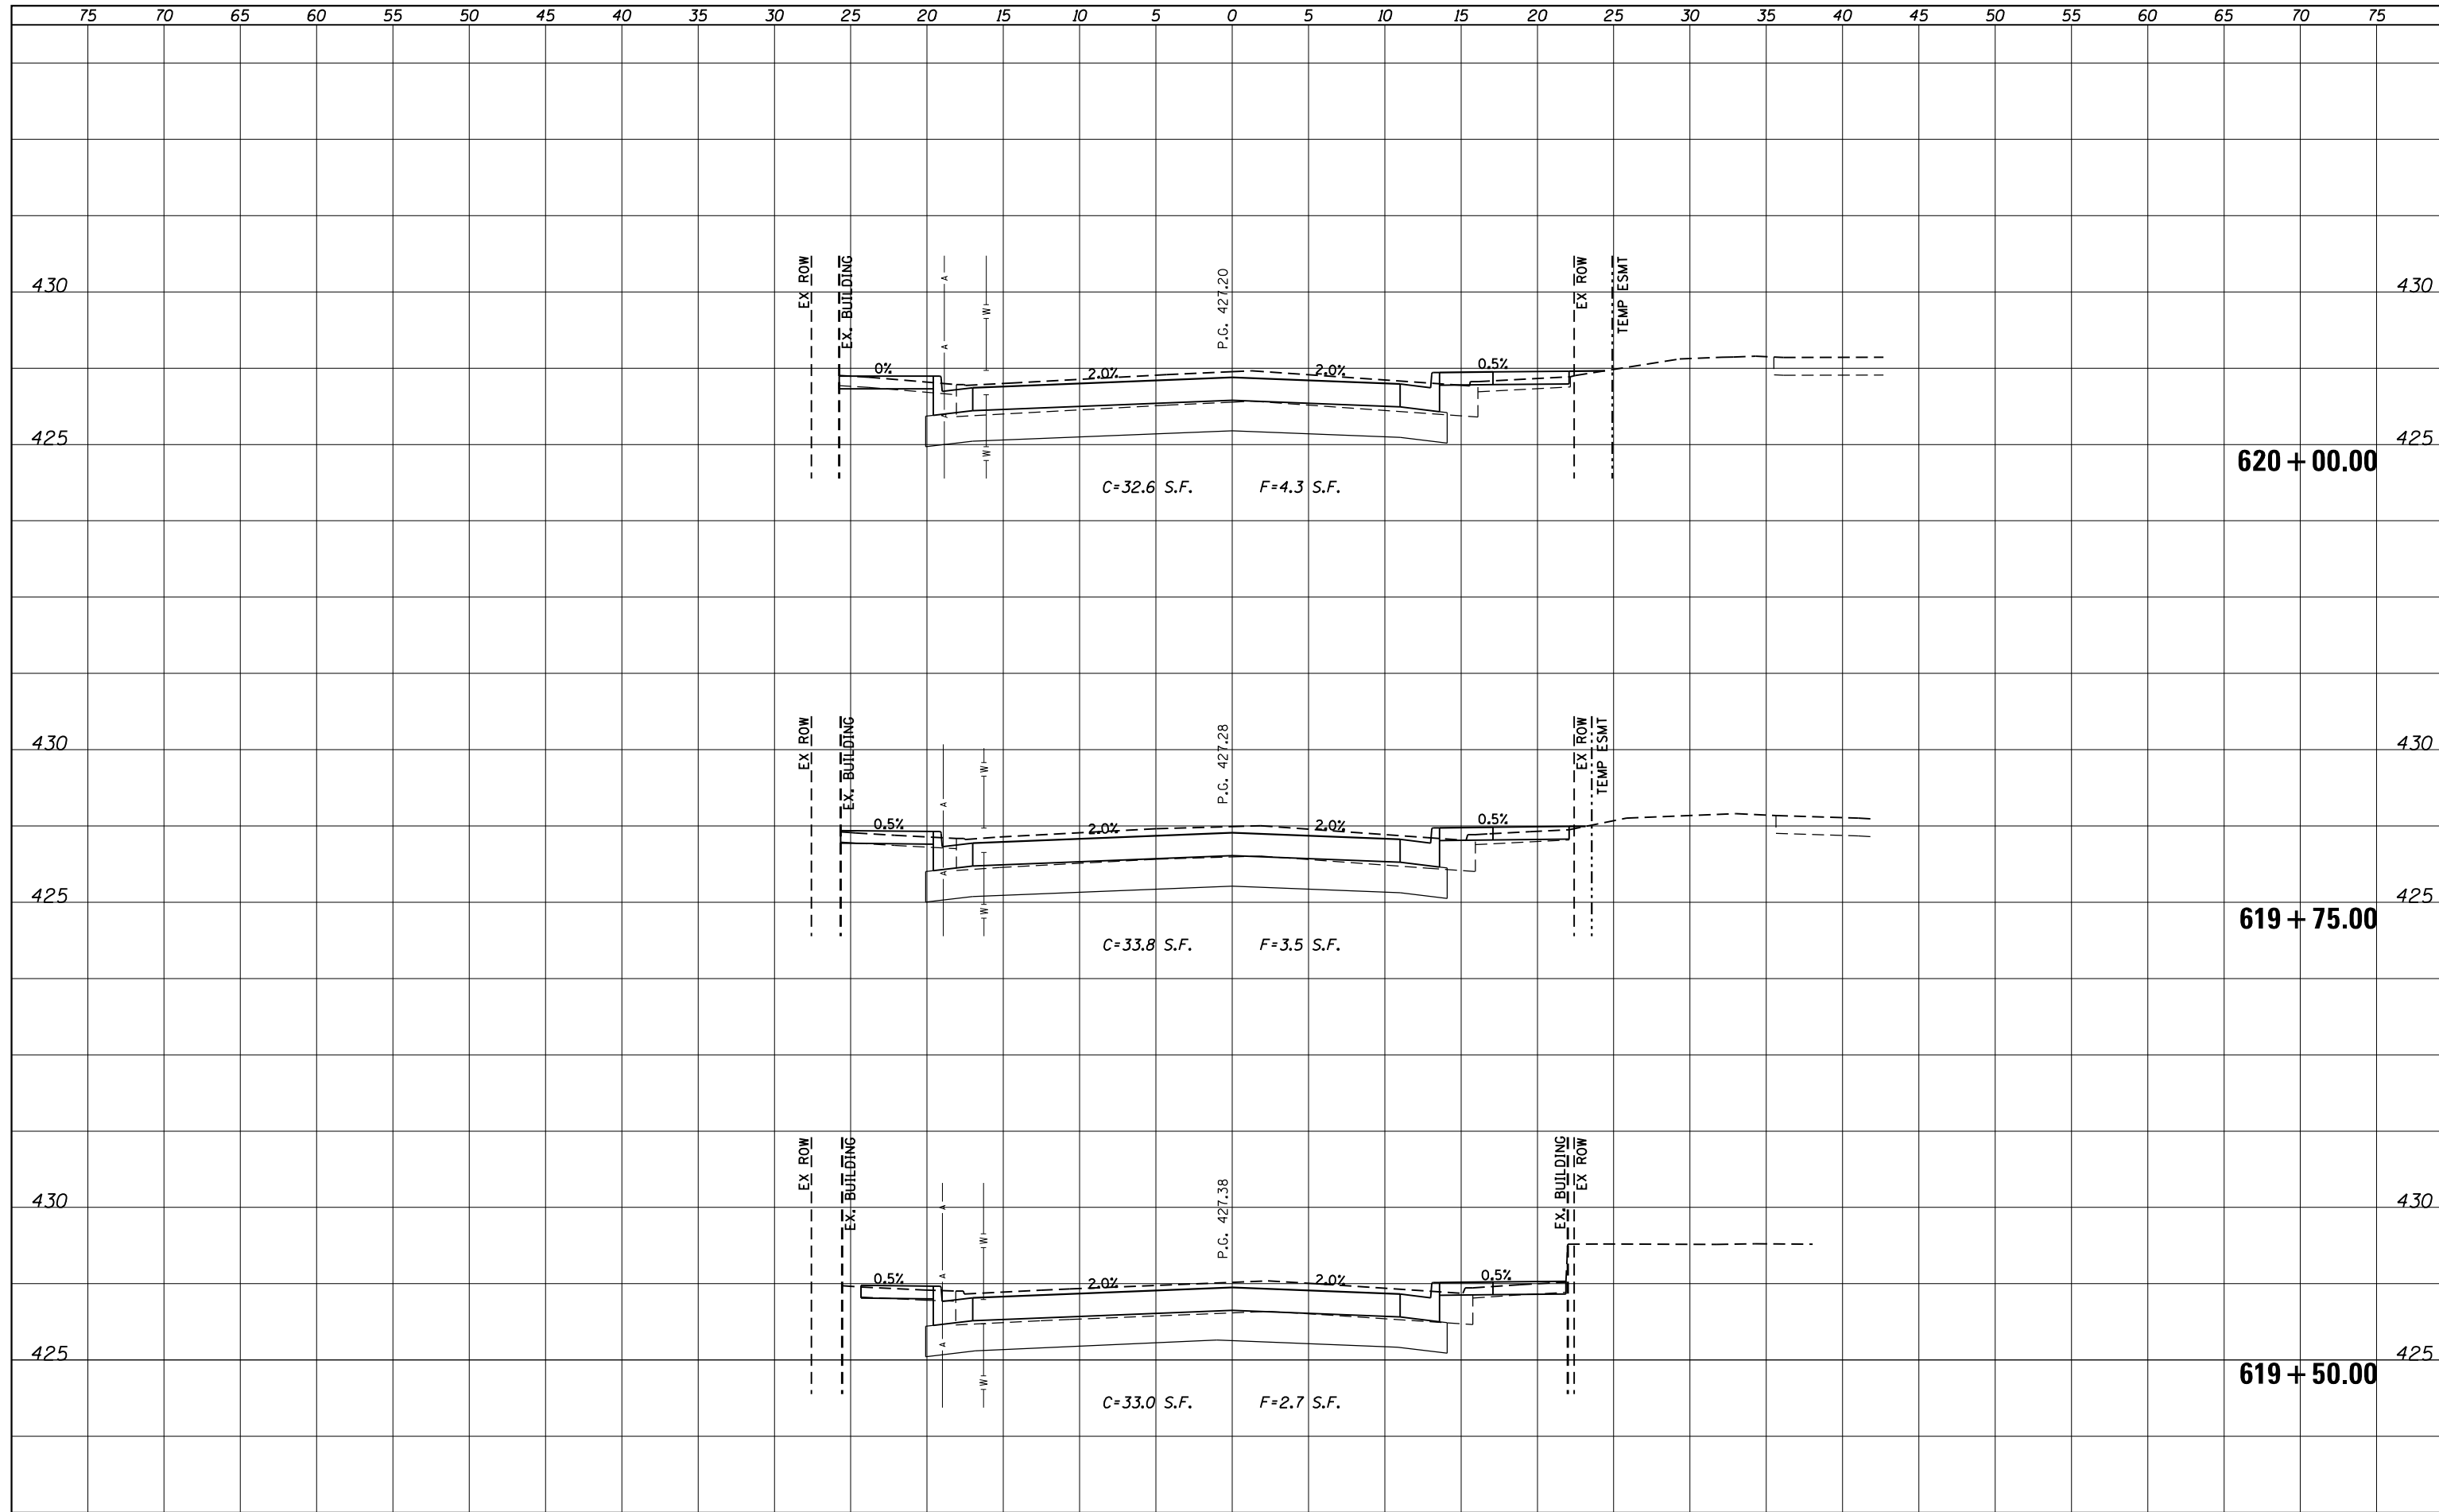 75 70 65 60 55 50 45 40 35 30 25 20 15 10 5 0 5 10 15 20 25 30 35 40 45 50 55 60 65 70 75
EX ROW
EX. BUILDING
A
A
A
W
W
P.G. 427.20
EX ROW
TEMP ESMT
430 430
0% 2.0% 2.0% 0.5%
425 425
620+00.00
C=32.6 S.F. F=4.3 S.F.
EX ROW
EX. BUILDING
A
A
W
W
P.G. 427.28
EX ROW
TEMP ESMT
430 430
0.5% 2.0% 2.0% 0.5%
425 425
619+75.00
C=33.8 S.F. F=3.5 S.F.
EX ROW
EX. BUILDING
A
A
A
W
W
P.G. 427.38
EX. BUILDING
EX ROW
430 430
0.5% 2.0% 2.0% 0.5%
425 425
619+50.00
C=33.0 S.F. F=2.7 S.F.